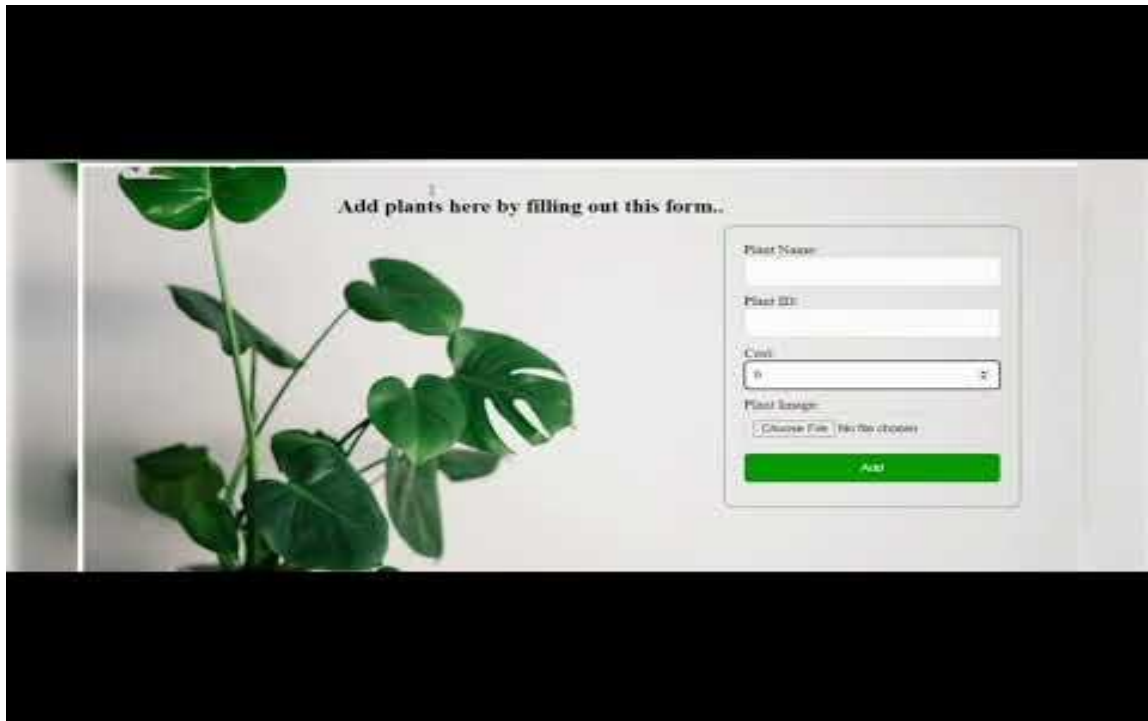 Add plants here by filling out this form..
Plant Name:
Plant ID:
Cost:
Plant Image:
Choose File No file chosen
Add